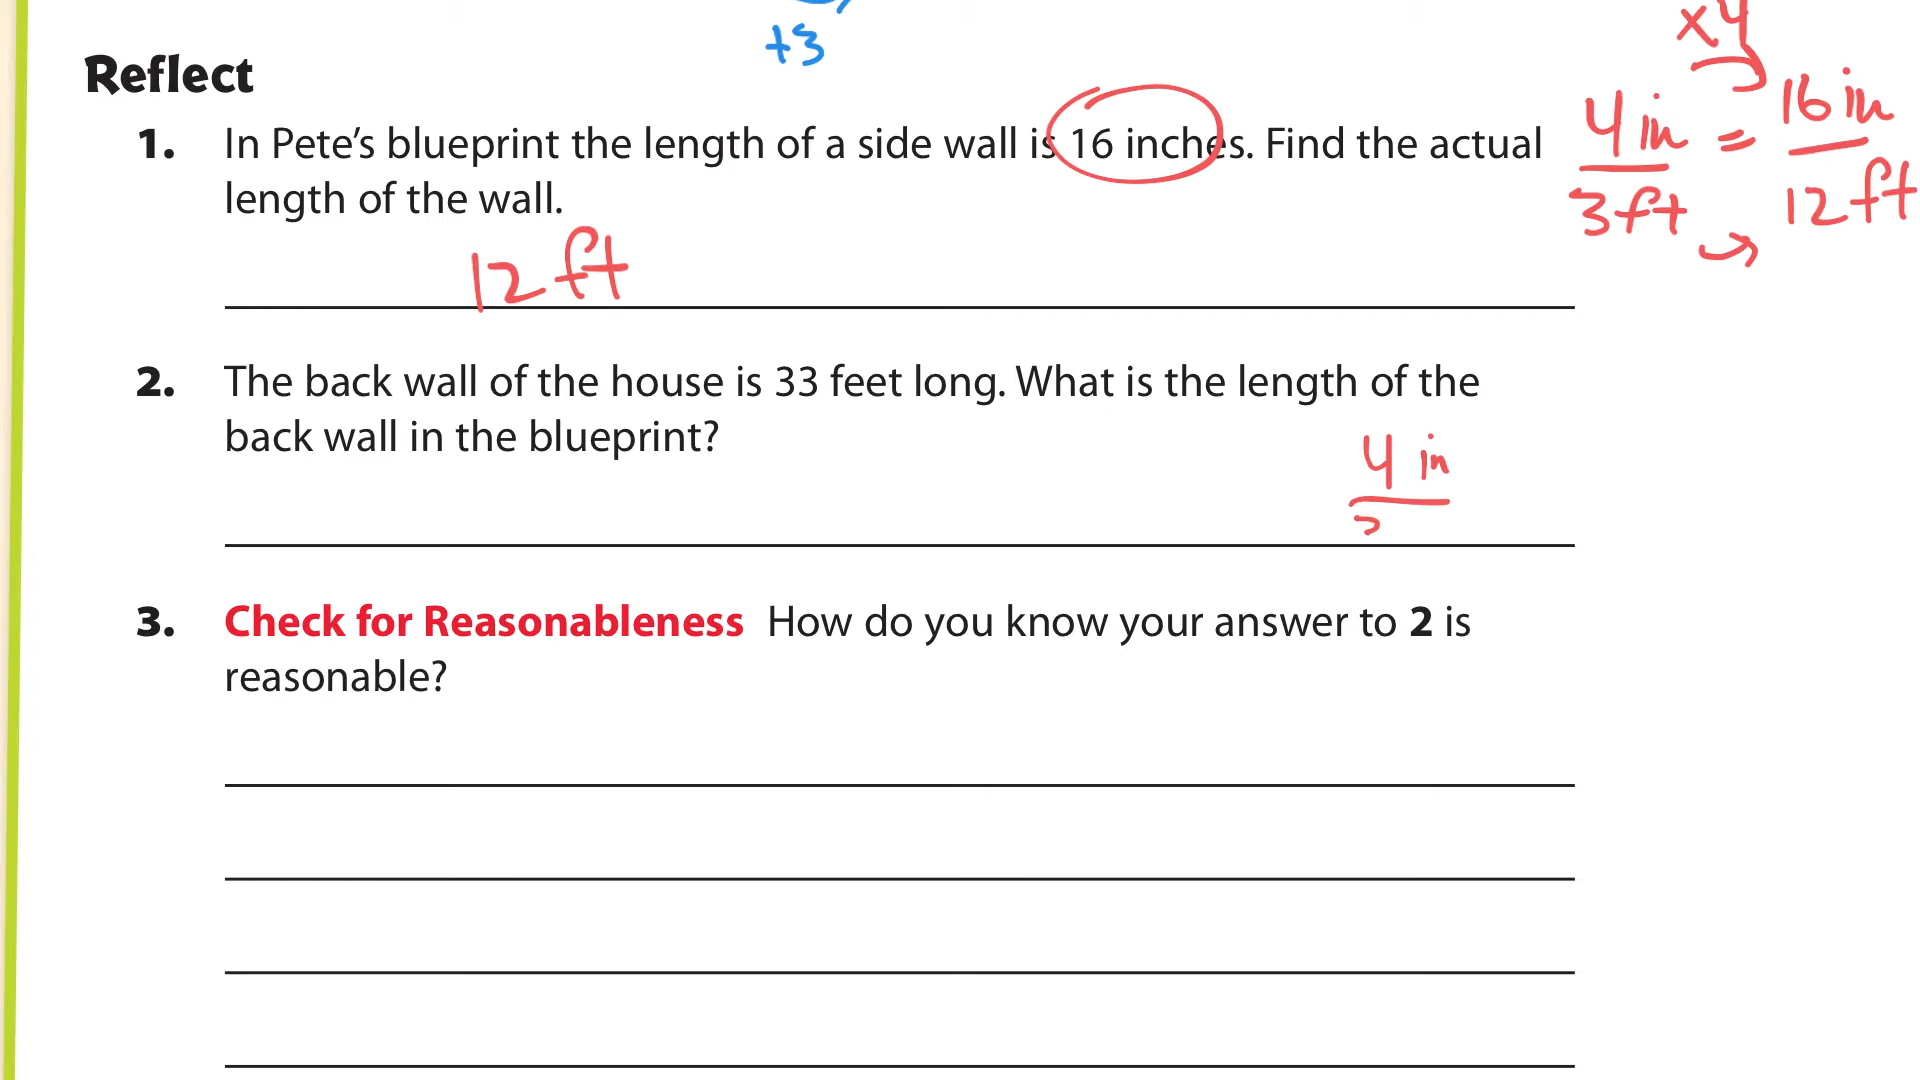 +3
x4
Reflect
1. In Pete's blueprint the length of a side wall is 16 inches. Find the actual
length of the wall.
4 in = 16 in
3 ft 12 ft
12 ft
2. The back wall of the house is 33 feet long. What is the length of the
back wall in the blueprint?
4 in
3. Check for Reasonableness How do you know your answer to 2 is
reasonable?